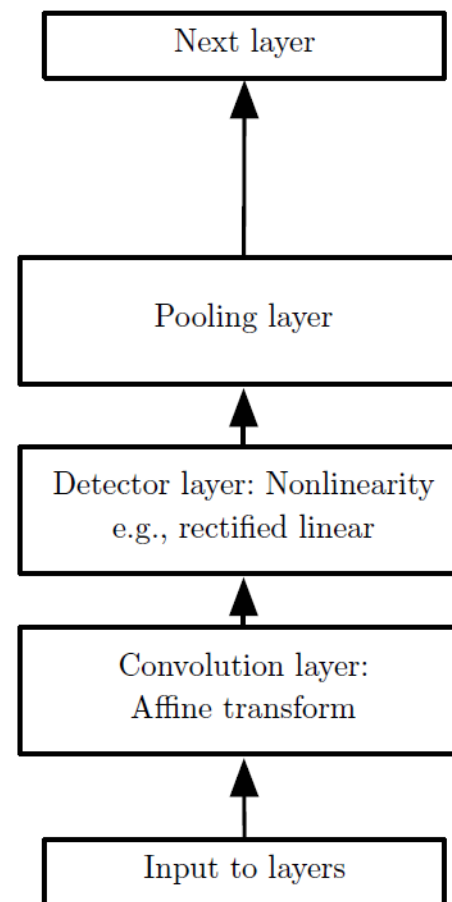 Next layer
Pooling layer
Detector layer: Nonlinearity
e.g., rectified linear
Convolution layer:
Affine transform
Input to layers